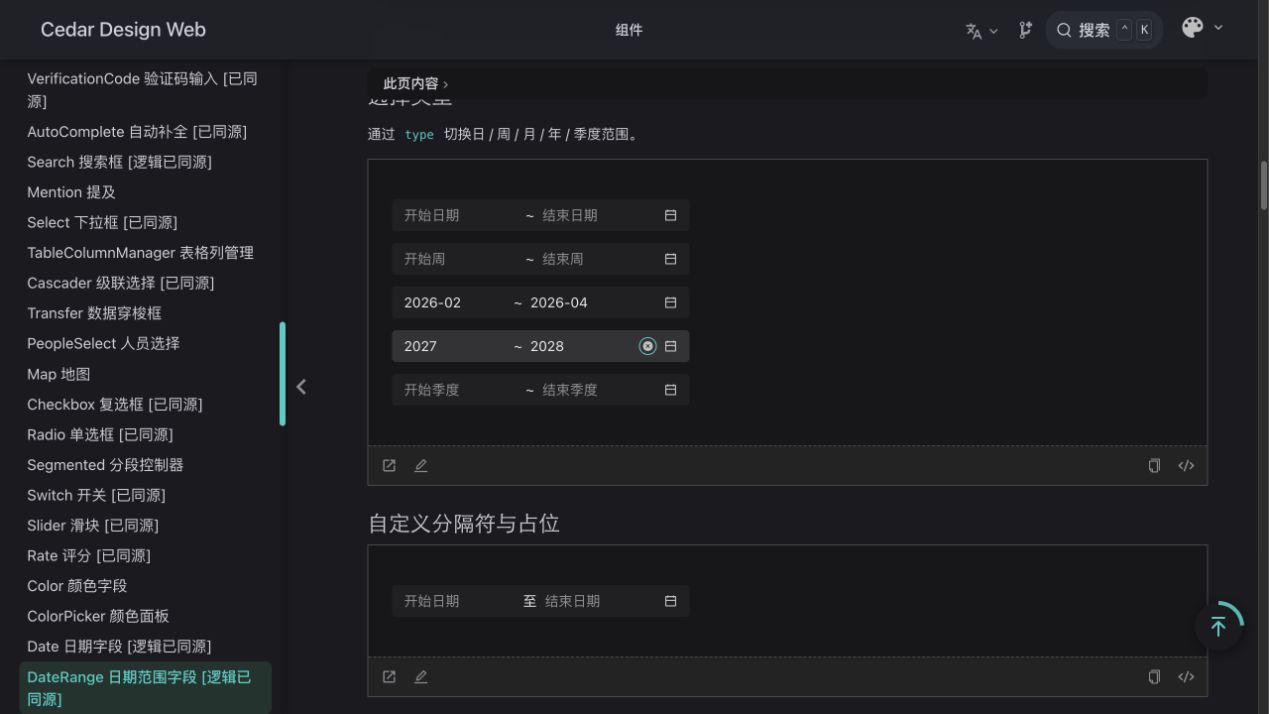 Cedar Design Web
组件
搜索 ^ K
VerificationCode 验证码输入 [已同
源]
AutoComplete 自动补全 [已同源]
Search 搜索框 [逻辑已同源]
Mention 提及
Select 下拉框 [已同源]
TableColumnManager 表格列管理
Cascader 级联选择 [已同源]
Transfer 数据穿梭框
PeopleSelect 人员选择
Map 地图
Checkbox 复选框 [已同源]
Radio 单选框 [已同源]
Segmented 分段控制器
Switch 开关 [已同源]
Slider 滑块 [已同源]
Rate 评分 [已同源]
Color 颜色字段
ColorPicker 颜色面板
Date 日期字段 [逻辑已同源]
DateRange 日期范围字段 [逻辑已
同源]
此页内容 ›
选择类型
通过 type 切换日 / 周 / 月 / 年 / 季度范围。
开始日期 ~ 结束日期
开始周 ~ 结束周
2026-02 ~ 2026-04
2027 ~ 2028
开始季度 ~ 结束季度
自定义分隔符与占位
开始日期 至 结束日期